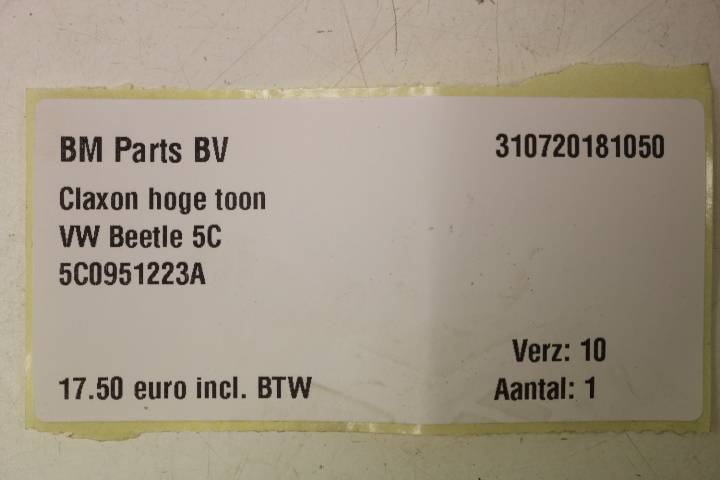 BM Parts BV 310720181050
Claxon hoge toon
VW Beetle 5C
5C0951223A
Verz: 10
17.50 euro incl. BTW Aantal: 1